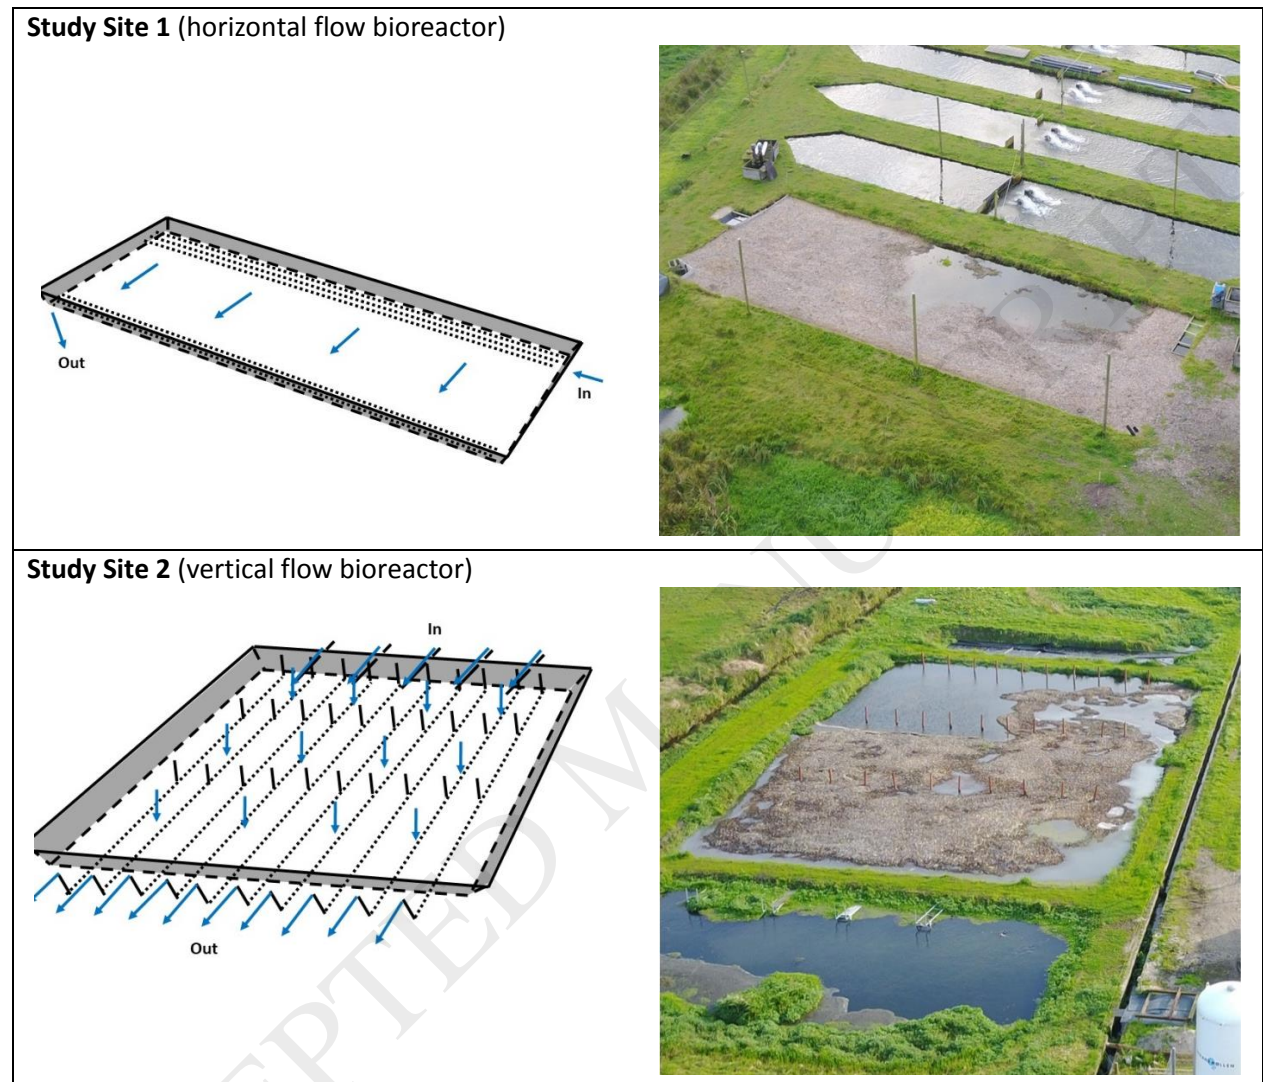 Study Site 1 (horizontal flow bioreactor)
Out
In
Study Site 2 (vertical flow bioreactor)
In
Out